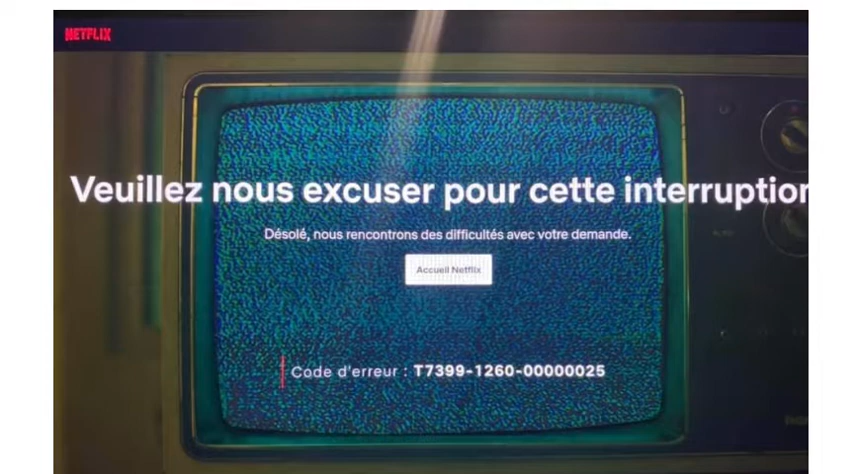 NETFLIX
Veuillez nous excuser pour cette interruption
Désolé, nous rencontrons des difficultés avec votre demande.
Accueil Netflix
Code d'erreur : T7399-1260-00000025